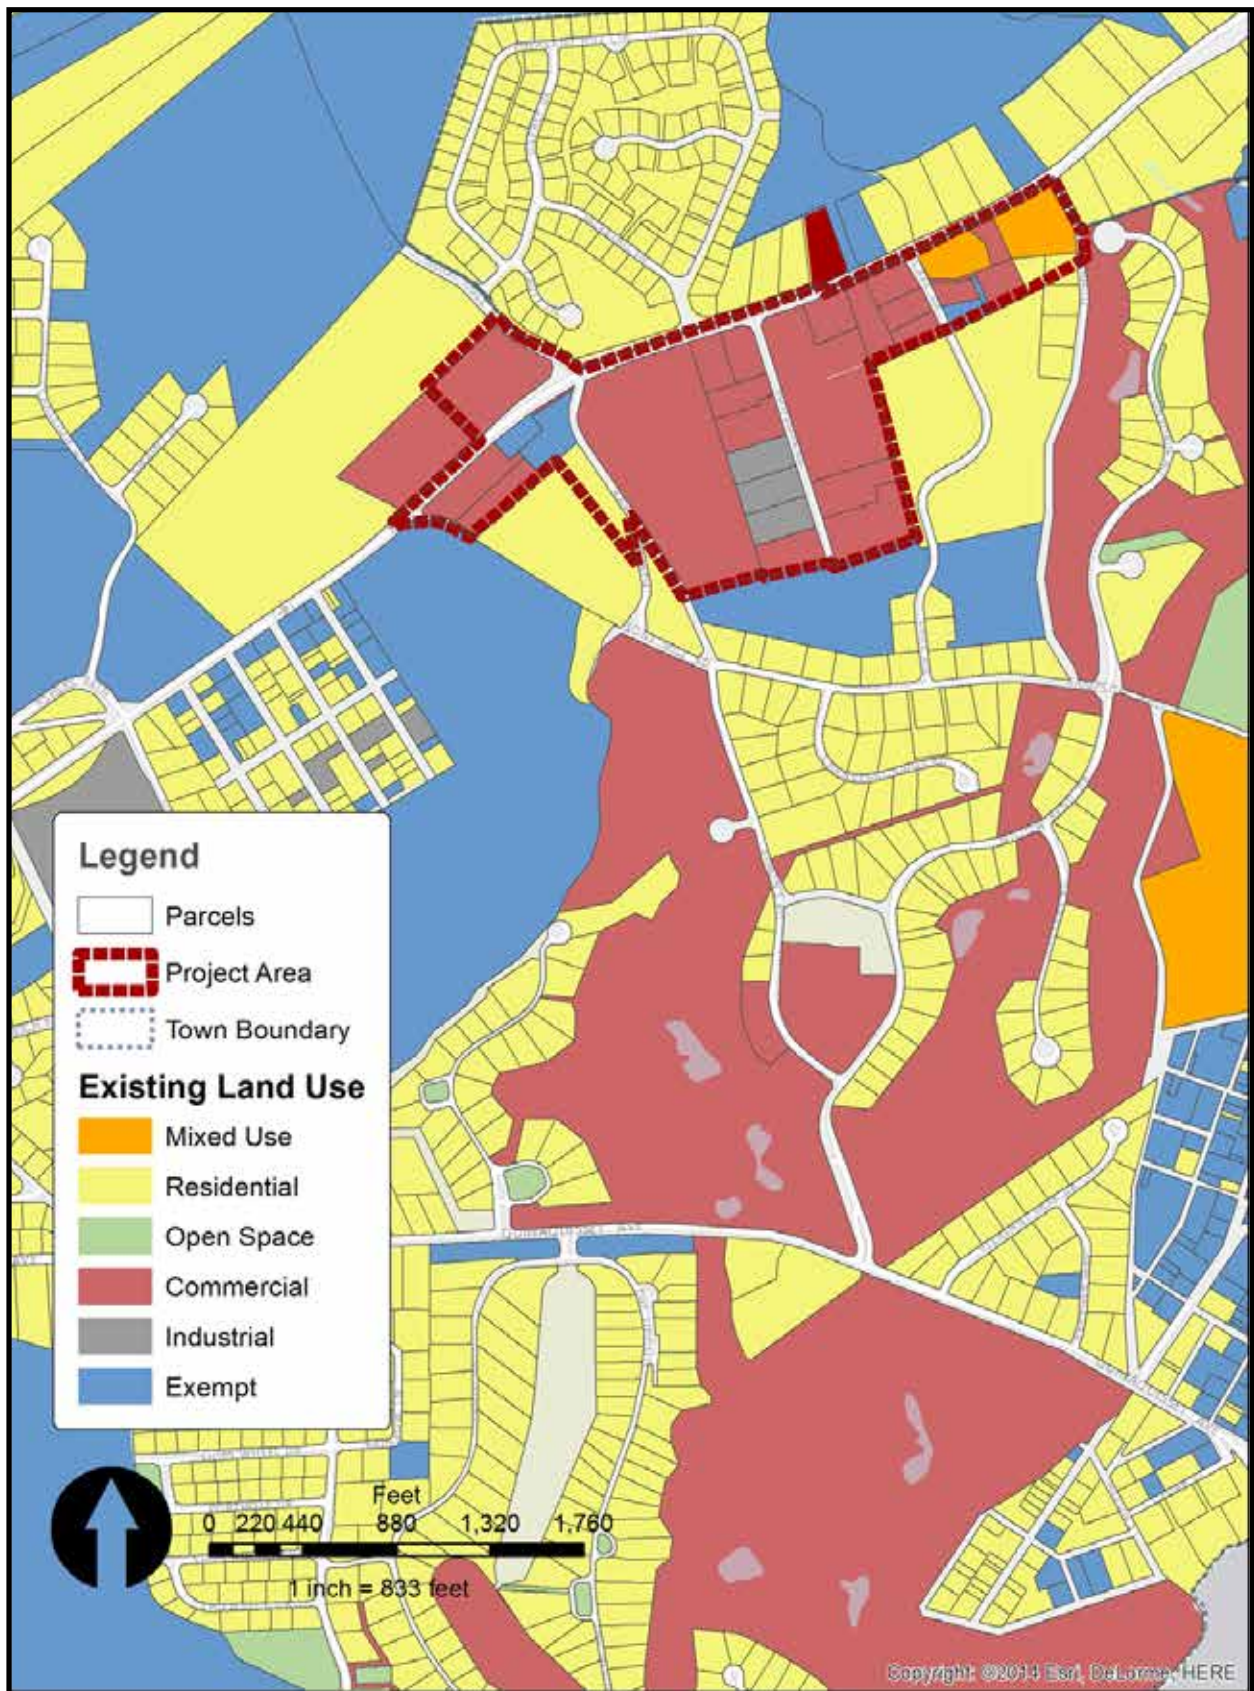 Legend
Parcels
Project Area
Town Boundary
Existing Land Use
Mixed Use
Residential
Open Space
Commercial
Industrial
Exempt
Feet
0 220 440 880 1,320 1,760
1 inch = 833 feet
Copyright: ©2014 Esri, DeLorme, HERE